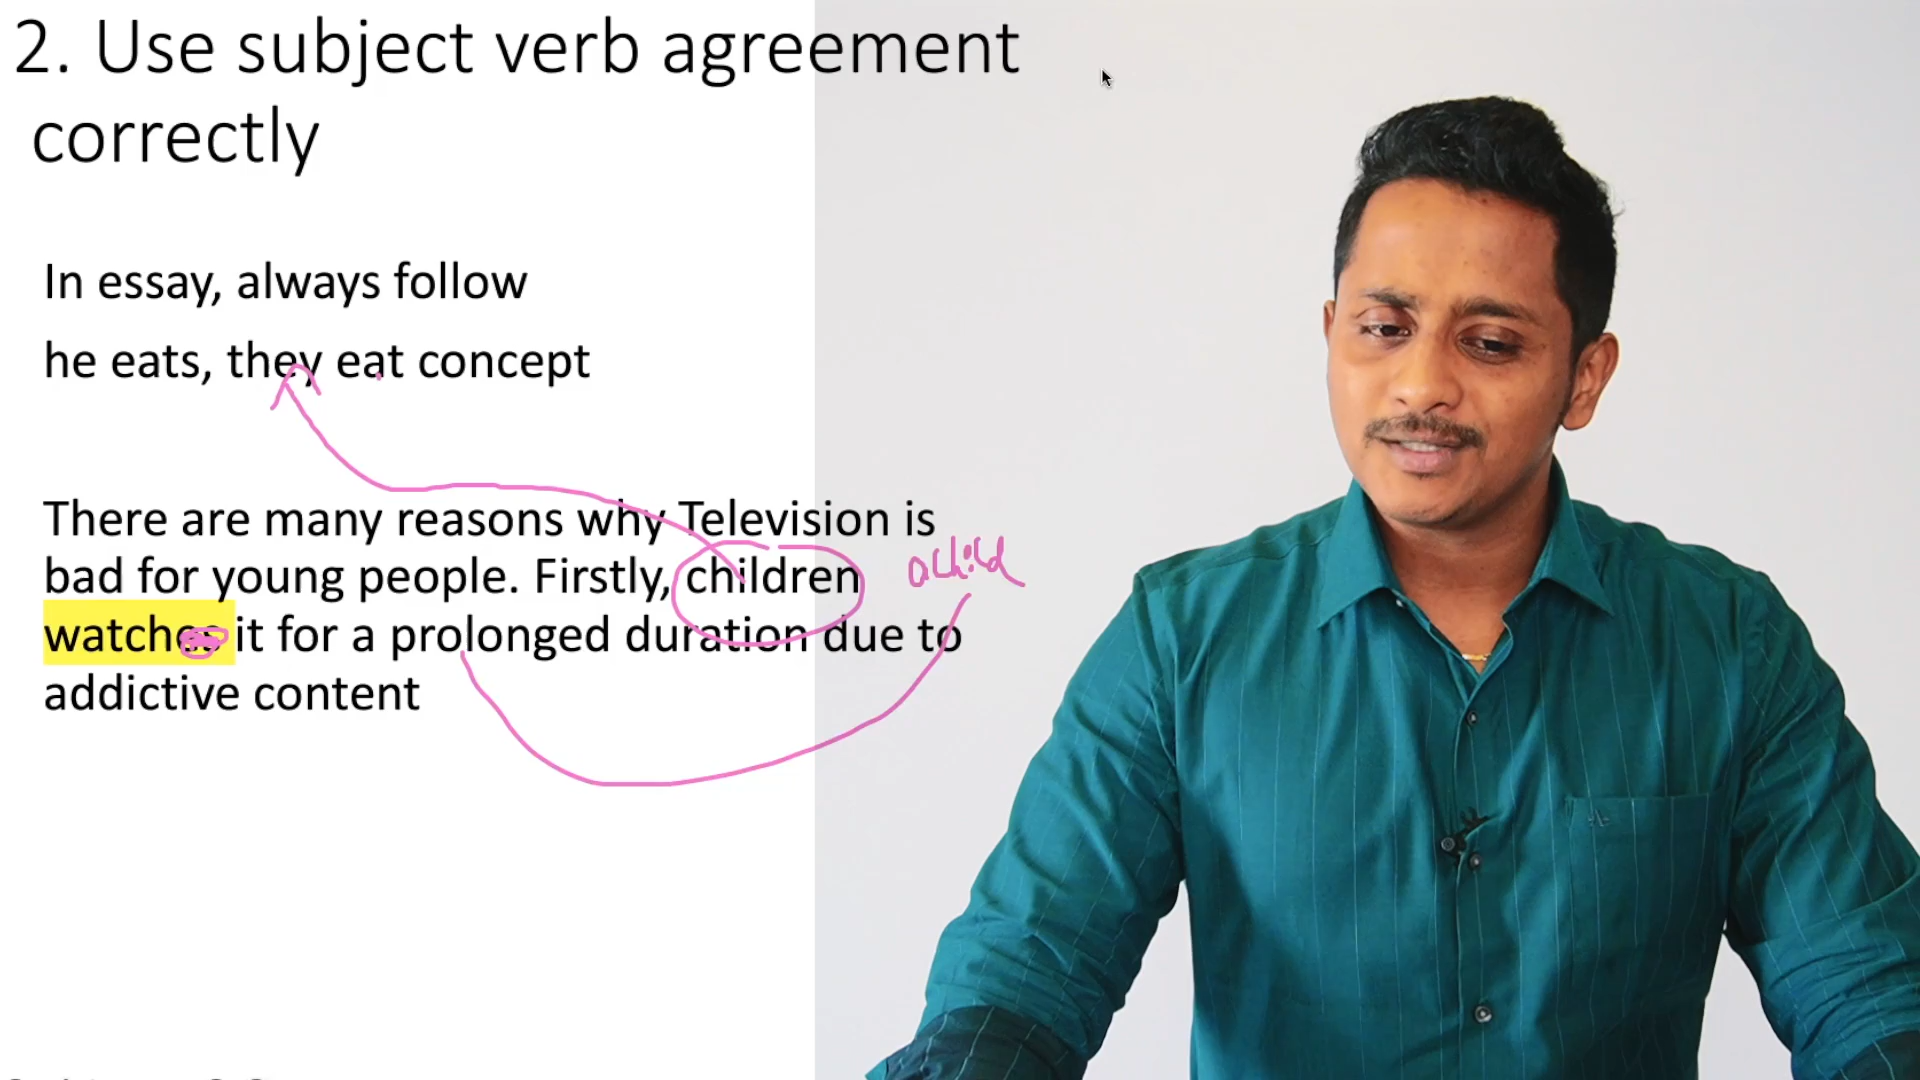 2. Use subject verb agreement
correctly
In essay, always follow
he eats, they eat concept
There are many reasons why Television is
bad for young people. Firstly, children
a child
watches it for a prolonged duration due to
addictive content